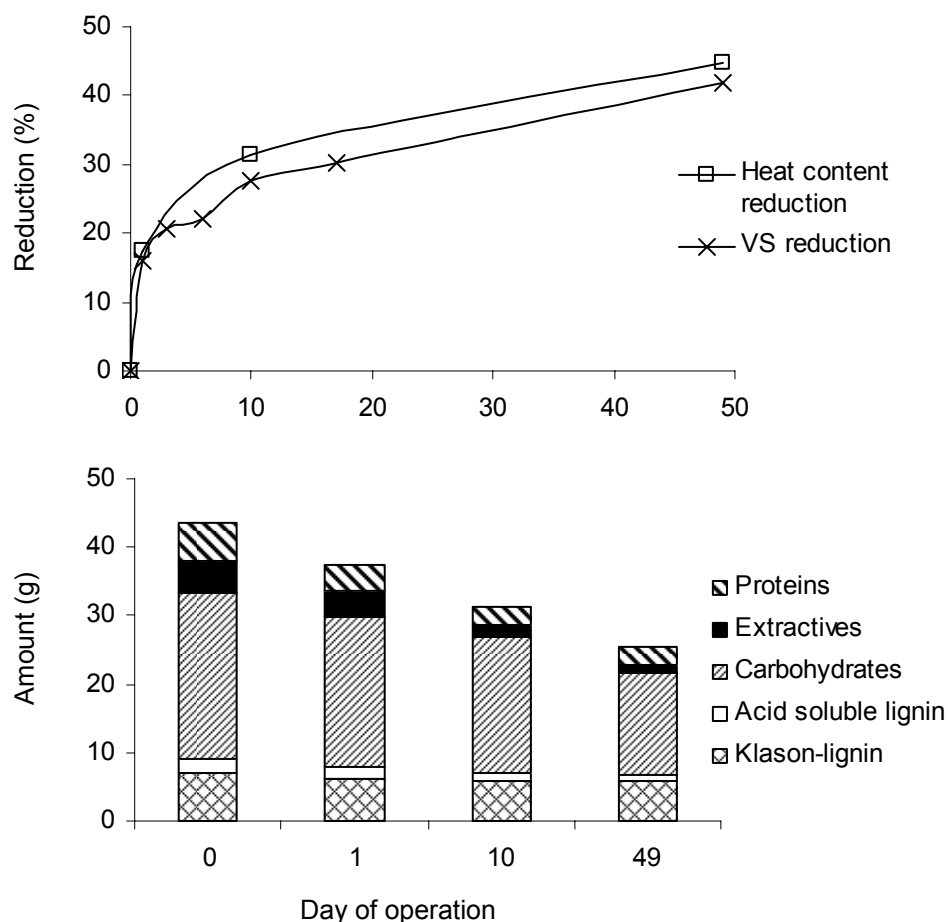 50
40
30
20
10
0
Reduction (%)
Heat content
reduction
VS reduction
0 10 20 30 40 50
50
40
30
20
10
0
Amount (g)
Proteins
Extractives
Carbohydrates
Acid soluble lignin
Klason-lignin
0 1 10 49
Day of operation